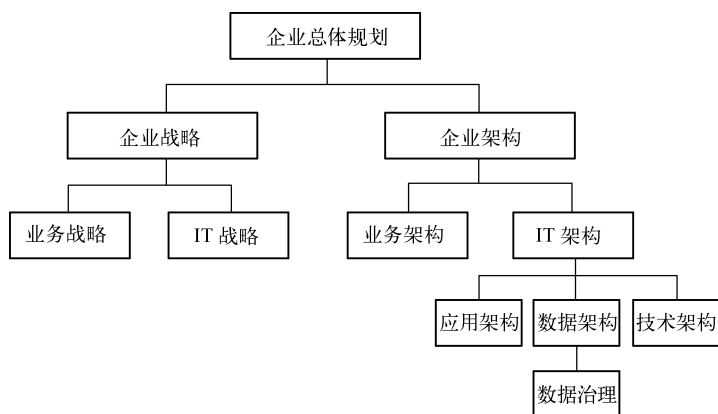 企业总体规划
企业战略
企业架构
业务战略
IT 战略
业务架构
IT 架构
应用架构
数据架构
技术架构
数据治理